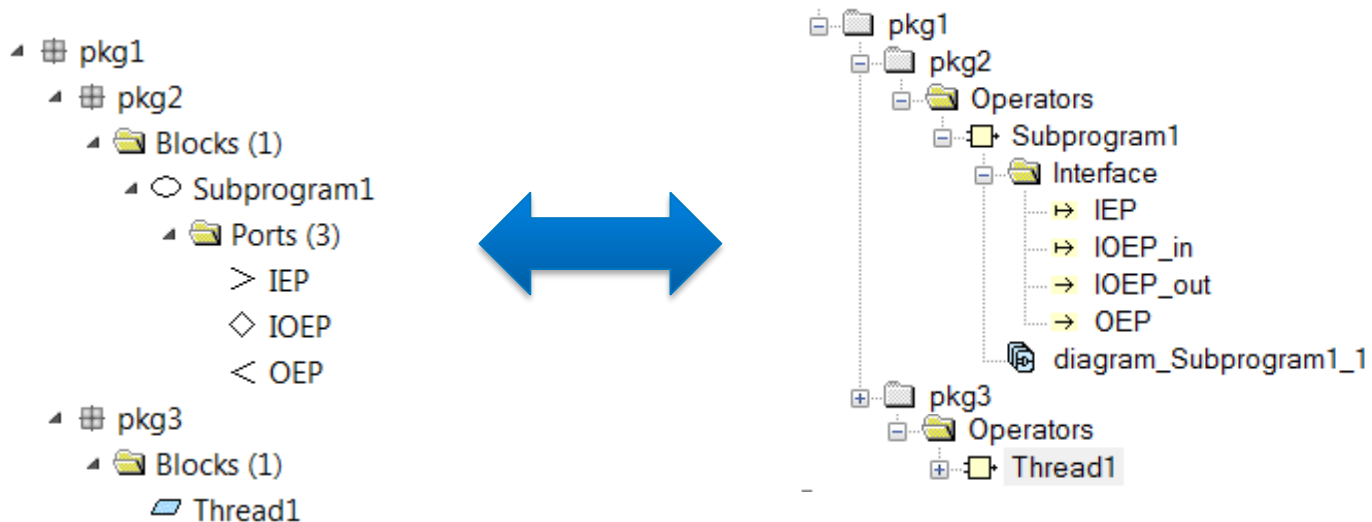 pkg1
pkg2
Blocks (1)
Subprogram1
Ports (3)
IEP
IOEP
OEP
pkg3
Blocks (1)
Thread1
pkg1
pkg2
Operators
Subprogram1
Interface
IEP
IOEP_in
IOEP_out
OEP
diagram_Subprogram1_1
pkg3
Operators
Thread1